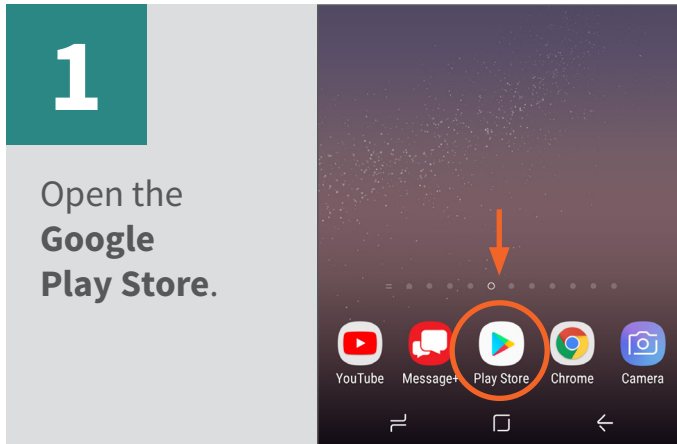 1
Open the
Google
Play Store.
YouTube Message+ Play Store Chrome Camera